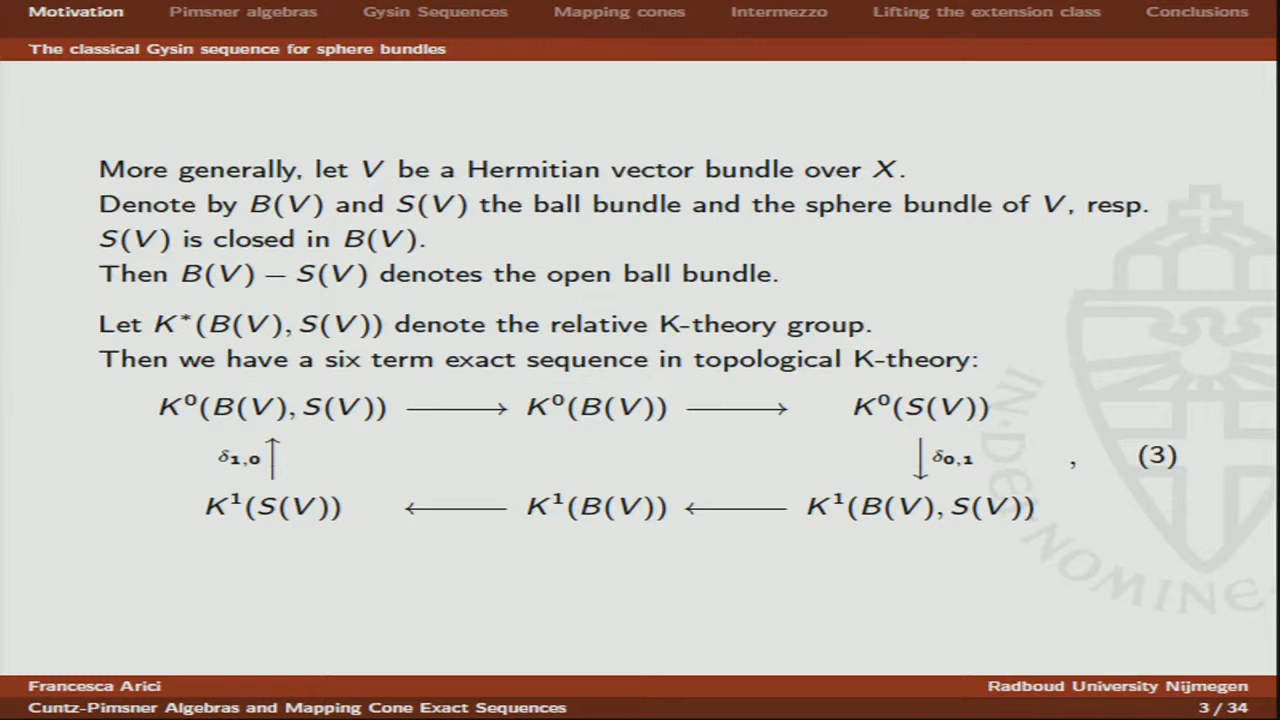 Motivation Pimsner algebras Gysin Sequences Mapping cones Intermezzo Lifting the extension class Conclusions
The classical Gysin sequence for sphere bundles
More generally, let V be a Hermitian vector bundle over X.
Denote by B(V) and S(V) the ball bundle and the sphere bundle of V, resp.
S(V) is closed in B(V).
Then B(V) − S(V) denotes the open ball bundle.
Let K*(B(V), S(V)) denote the relative K-theory group.
Then we have a six term exact sequence in topological K-theory:
K⁰(B(V), S(V)) ⟶ K⁰(B(V)) ⟶ K⁰(S(V))
δ₁,₀ ↑ ↓ δ₀,₁ , (3)
K¹(S(V)) ⟵ K¹(B(V)) ⟵ K¹(B(V), S(V))
IN DEI NOMINE
Francesca Arici Radboud University Nijmegen
Cuntz-Pimsner Algebras and Mapping Cone Exact Sequences 3 / 34